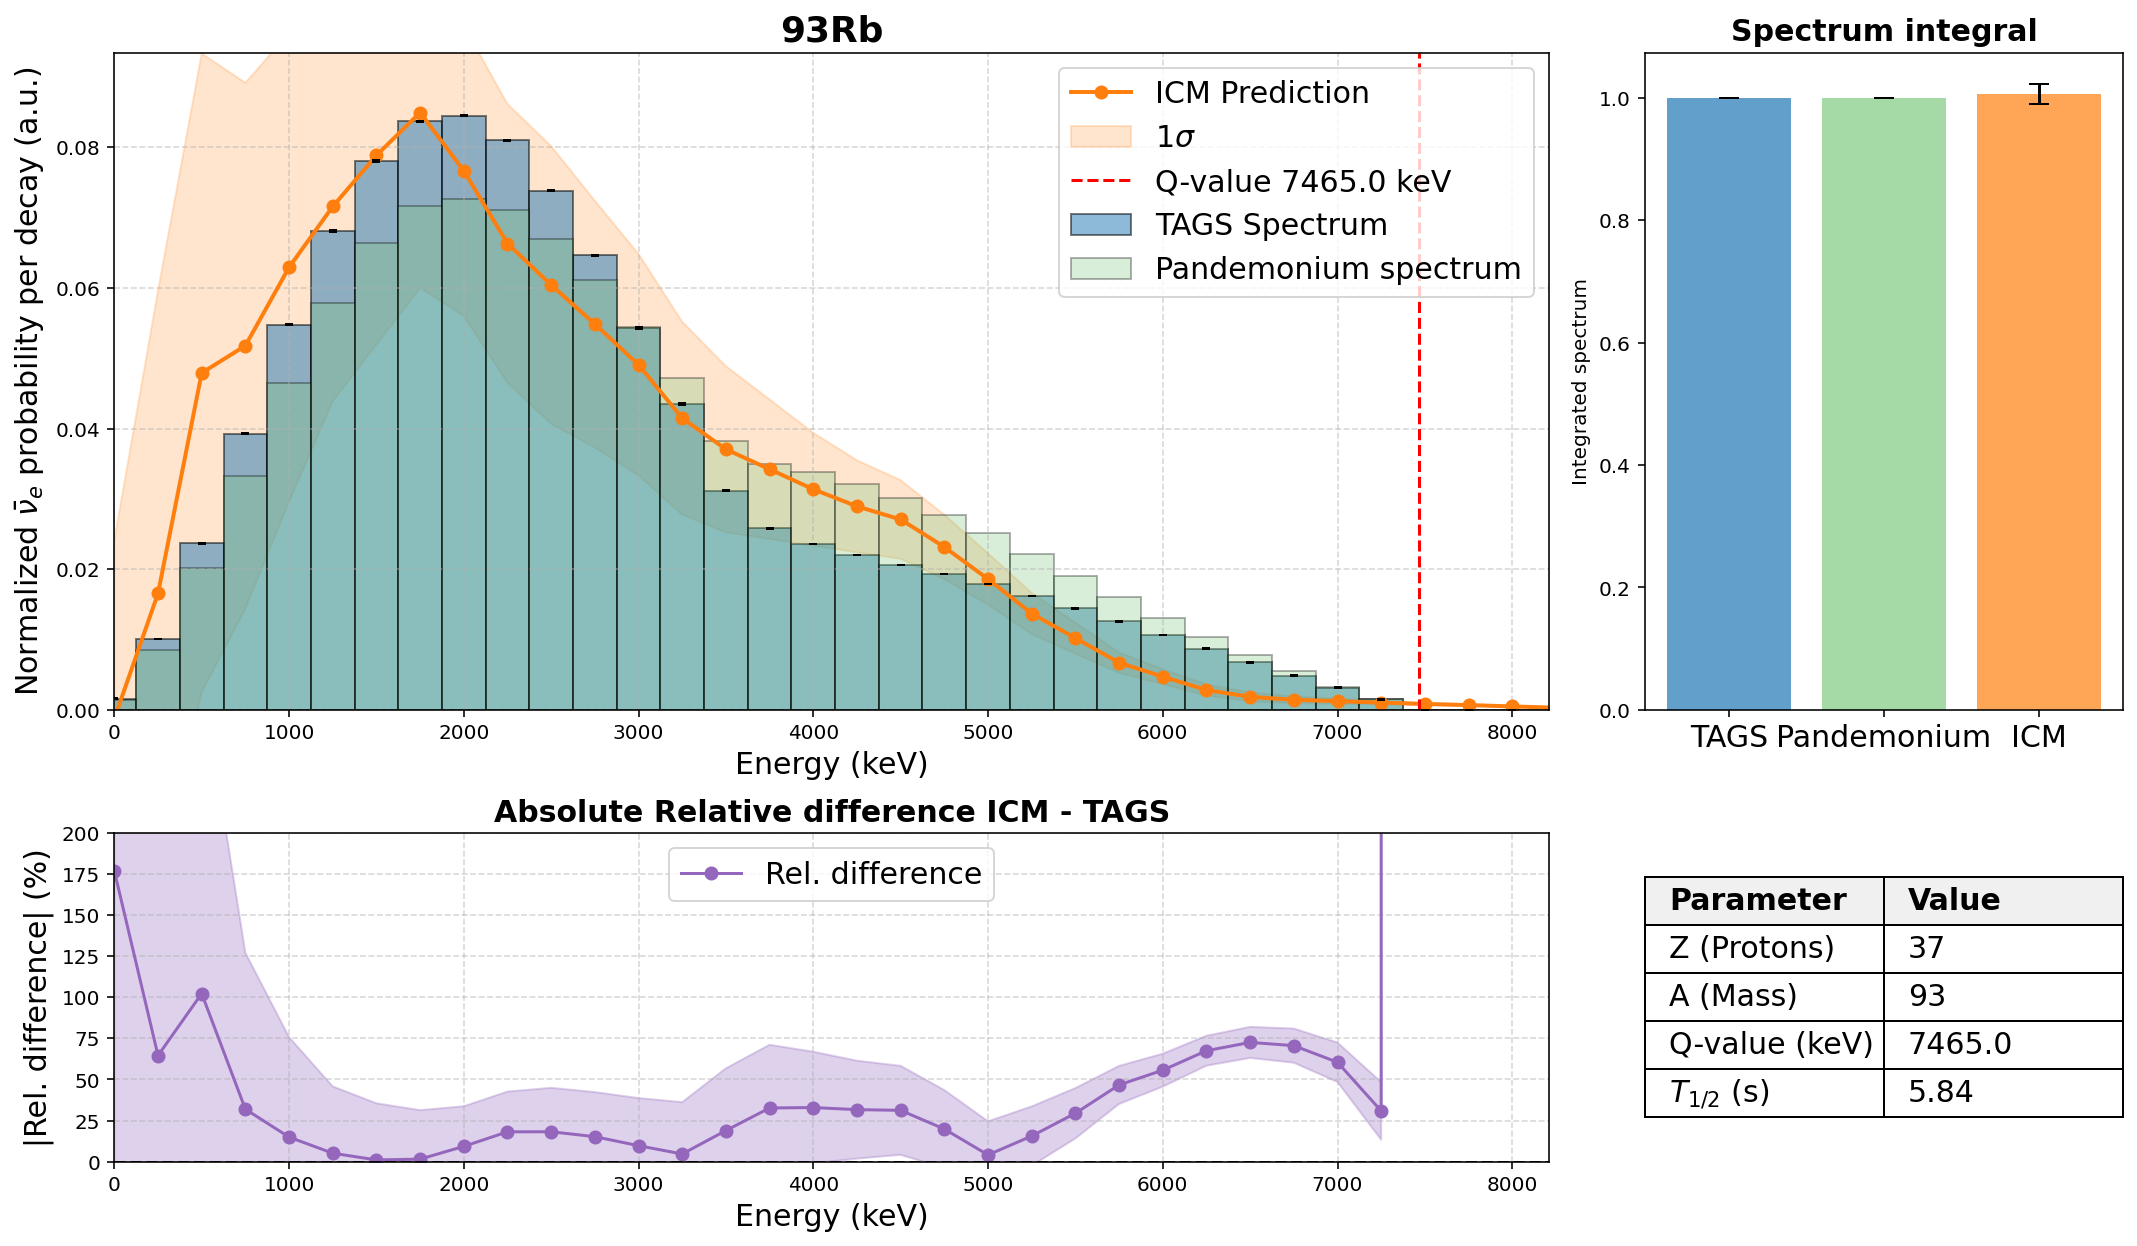 93Rb
Normalized ν̄e probability per decay (a.u.)
0.08
0.06
0.04
0.02
0.00
ICM Prediction
1σ
Q-value 7465.0 keV
TAGS Spectrum
Pandemonium spectrum
0 1000 2000 3000 4000 5000 6000 7000 8000
Energy (keV)
Spectrum integral
Integrated spectrum
1.0
0.8
0.6
0.4
0.2
0.0
TAGS Pandemonium ICM
Absolute Relative difference ICM - TAGS
|Rel. difference| (%)
200
175
150
125
100
75
50
25
0
Rel. difference
0 1000 2000 3000 4000 5000 6000 7000 8000
Energy (keV)
Parameter Value
Z (Protons) 37
A (Mass) 93
Q-value (keV) 7465.0
T1/2 (s) 5.84